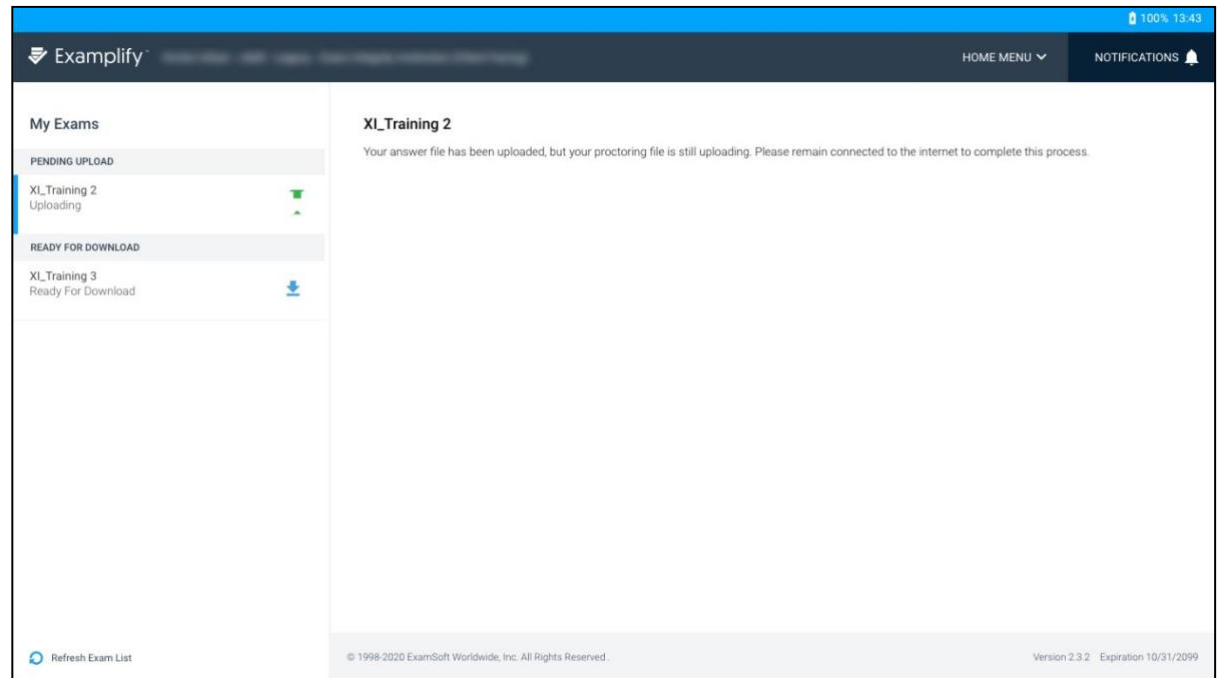 100% 13:43
Examplify
HOME MENU
NOTIFICATIONS
My Exams
PENDING UPLOAD
XI_Training 2
Uploading
READY FOR DOWNLOAD
XI_Training 3
Ready For Download
Refresh Exam List
XI_Training 2
Your answer file has been uploaded, but your proctoring file is still uploading. Please remain connected to the internet to complete this process.
© 1998-2020 ExamSoft Worldwide, Inc. All Rights Reserved.
Version 2.3.2 Expiration 10/31/2099